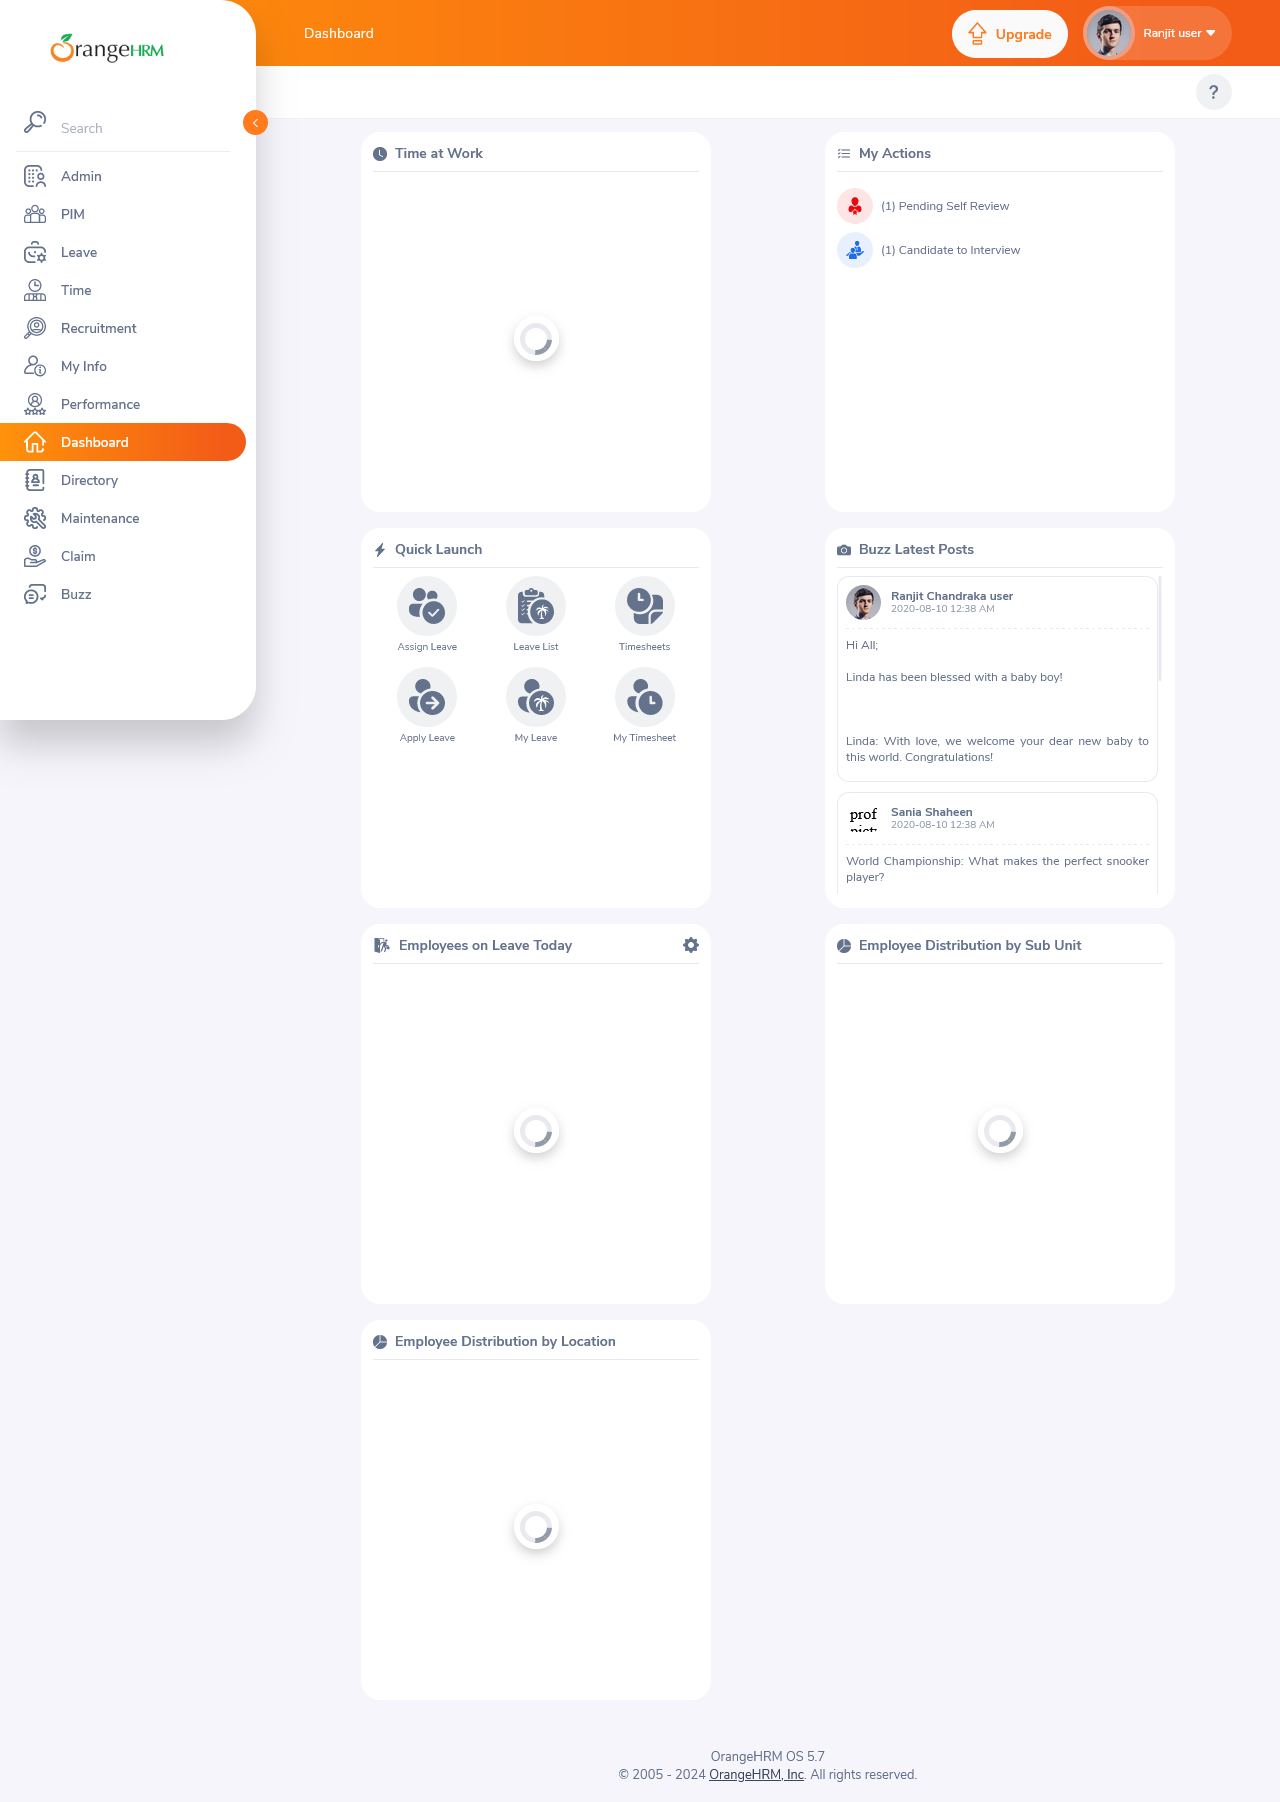 OrangeHRM
Dashboard
Upgrade
Ranjit user
Search
?
Admin
PIM
Leave
Time
Recruitment
My Info
Performance
Dashboard
Directory
Maintenance
Claim
Buzz
Time at Work
My Actions
(1) Pending Self Review
(1) Candidate to Interview
Quick Launch
Assign Leave
Leave List
Timesheets
Apply Leave
My Leave
My Timesheet
Buzz Latest Posts
Ranjit Chandraka user
2020-08-10 12:38 AM
Hi All;
Linda has been blessed with a baby boy!
Linda: With love, we welcome your dear new baby to
this world. Congratulations!
prof
Sania Shaheen
2020-08-10 12:38 AM
World Championship: What makes the perfect snooker
player?
Employees on Leave Today
Employee Distribution by Sub Unit
Employee Distribution by Location
OrangeHRM OS 5.7
© 2005 - 2024 OrangeHRM, Inc. All rights reserved.